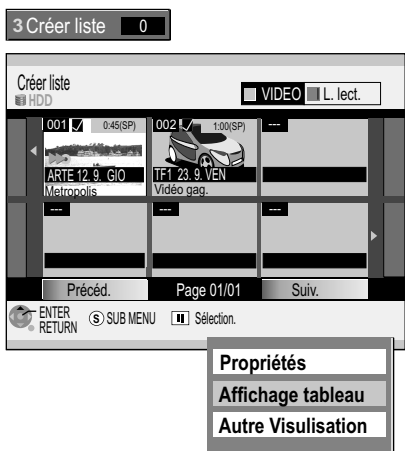 3 Créer liste 0
Créer liste
HDD
VIDEO L. lect.
001 0:45(SP) 002 1:00(SP) ---
ARTE 12. 9. GIO TF1 23. 9. VEN
Metropolis Vidéo gag.
--- --- ---
Précéd. Page 01/01 Suiv.
ENTER
RETURN
S SUB MENU Sélection.
Propriétés
Affichage tableau
Autre Visulisation